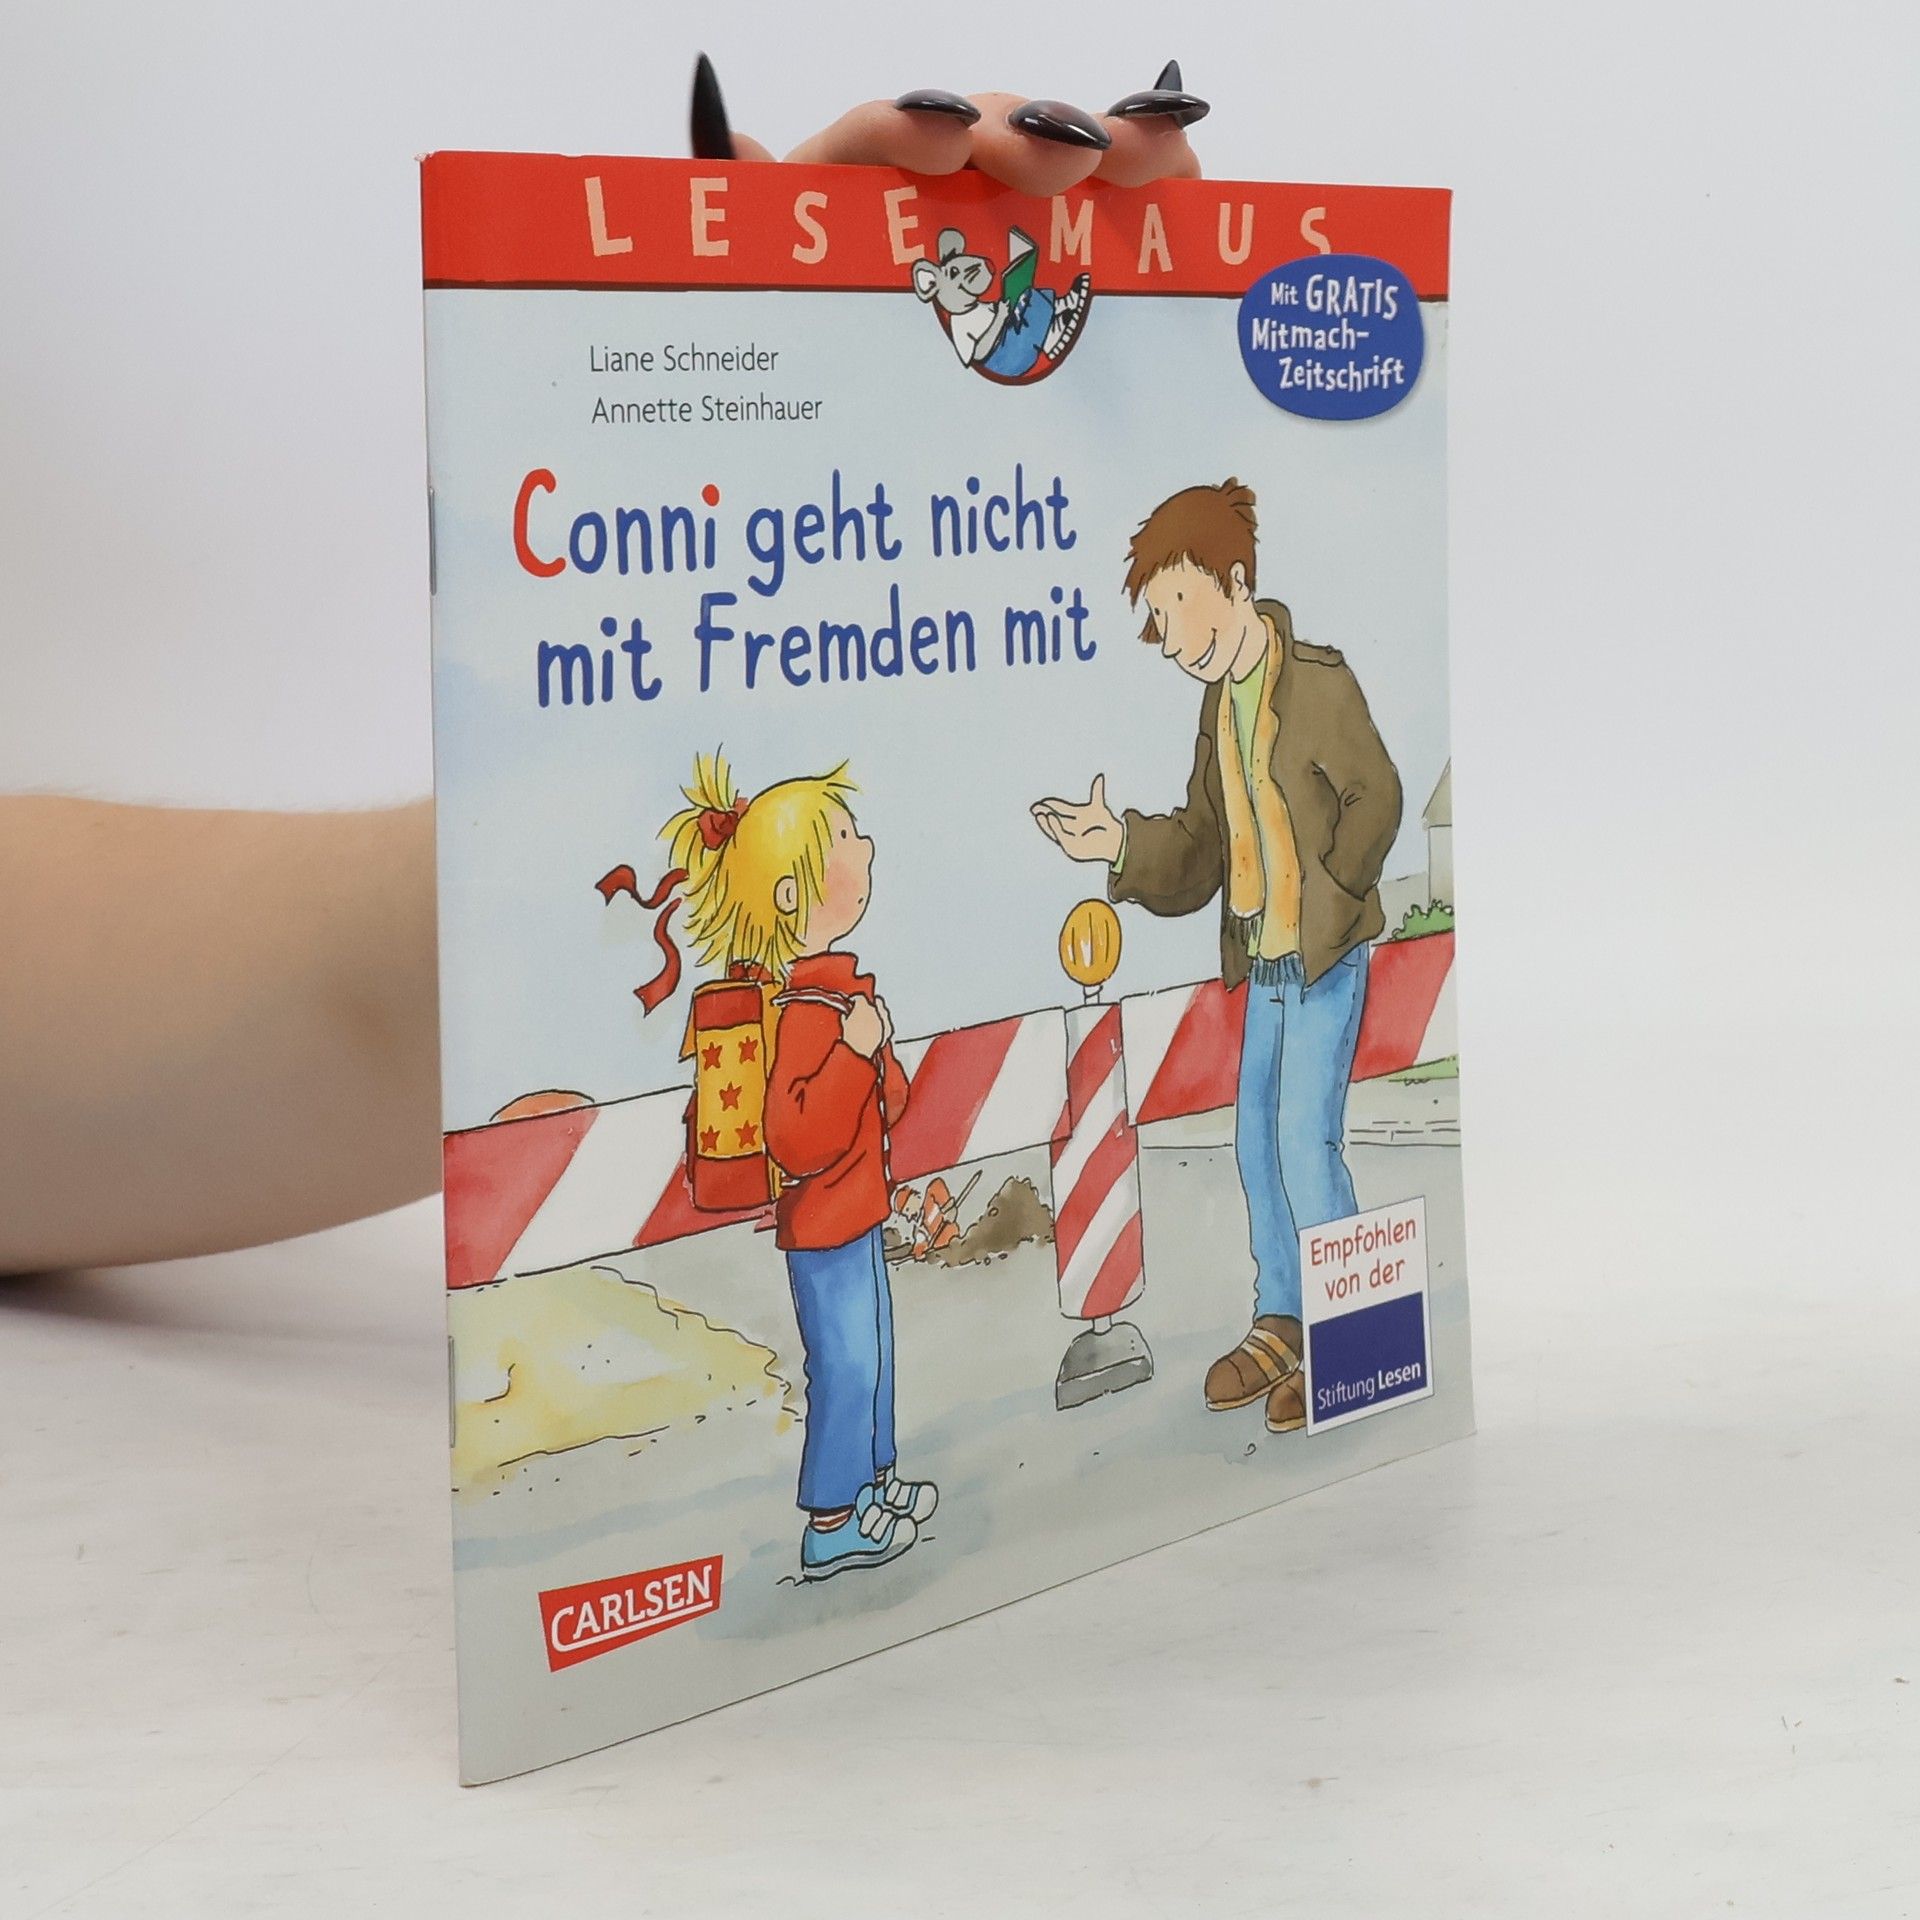 LESEMAUS
Mit GRATIS
Mitmach-
Zeitschrift
Liane Schneider
Annette Steinhauer
Conni geht nicht
mit Fremden mit
Empfohlen
von der
Stiftung Lesen
CARLSEN